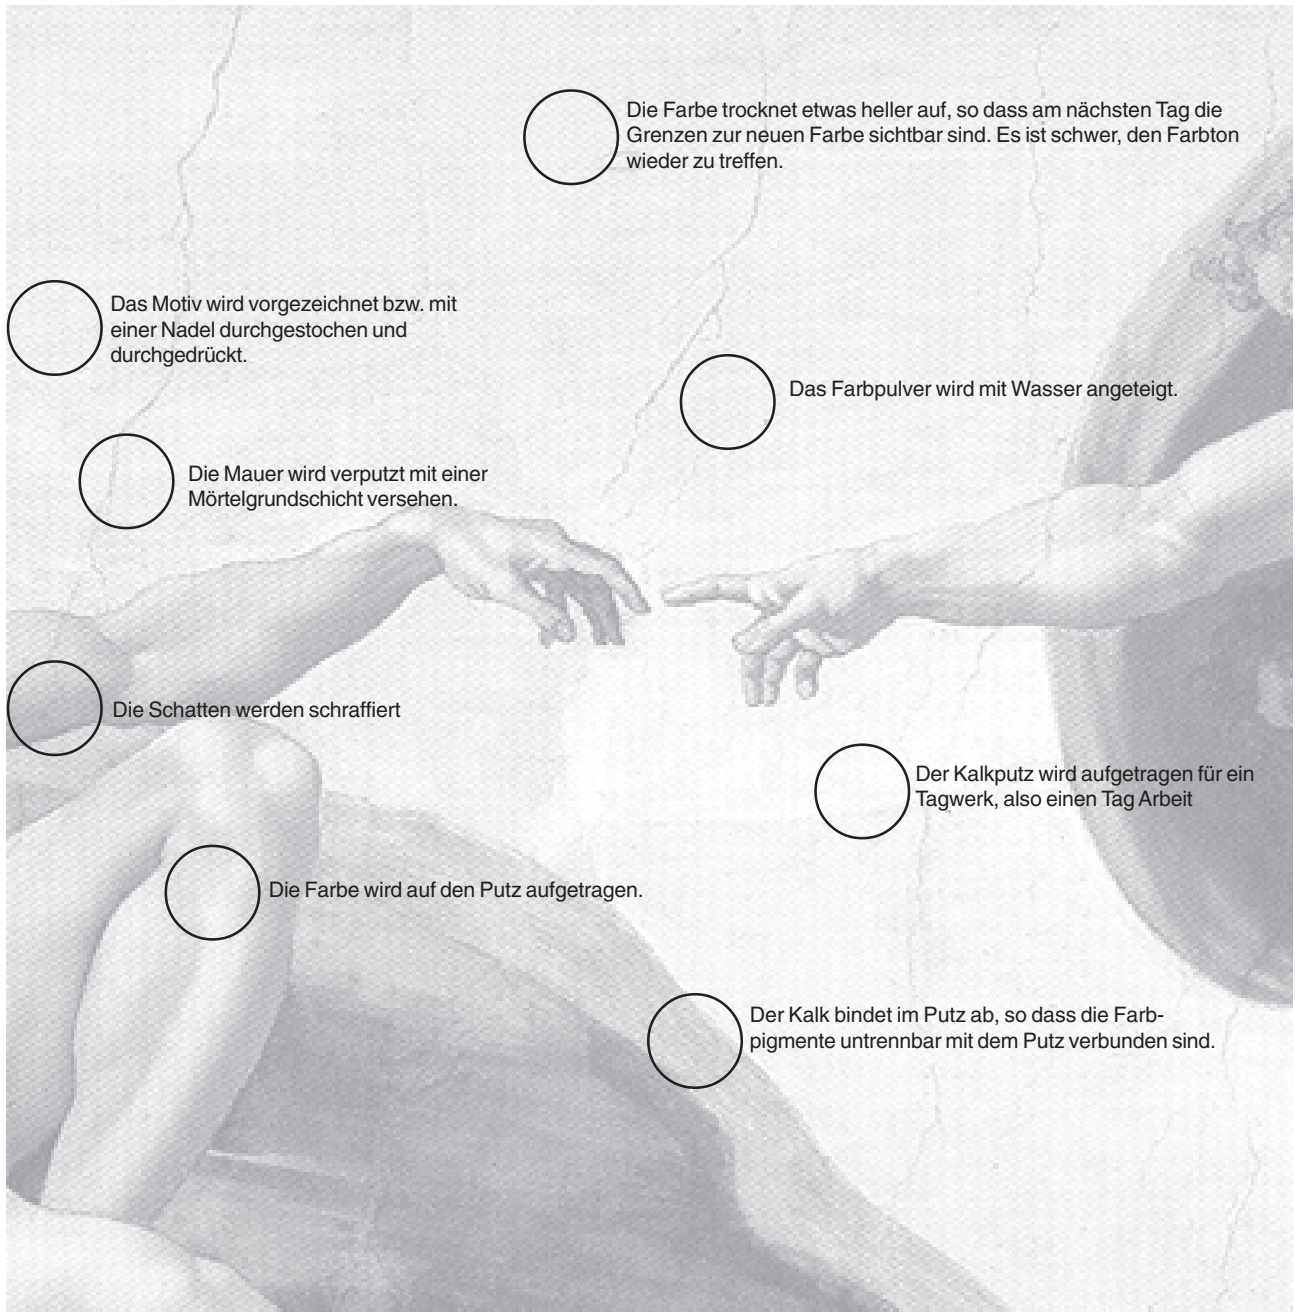 Die Farbe trocknet etwas heller auf, so dass am nächsten Tag die
Grenzen zur neuen Farbe sichtbar sind. Es ist schwer, den Farbton
wieder zu treffen.
Das Motiv wird vorgezeichnet bzw. mit
einer Nadel durchgestochen und
durchgedrückt.
Das Farbpulver wird mit Wasser angeteigt.
Die Mauer wird verputzt mit einer
Mörtelgrundschicht versehen.
Die Schatten werden schraffiert
Der Kalkputz wird aufgetragen für ein
Tagwerk, also einen Tag Arbeit
Die Farbe wird auf den Putz aufgetragen.
Der Kalk bindet im Putz ab, so dass die Farb-
pigmente untrennbar mit dem Putz verbunden sind.